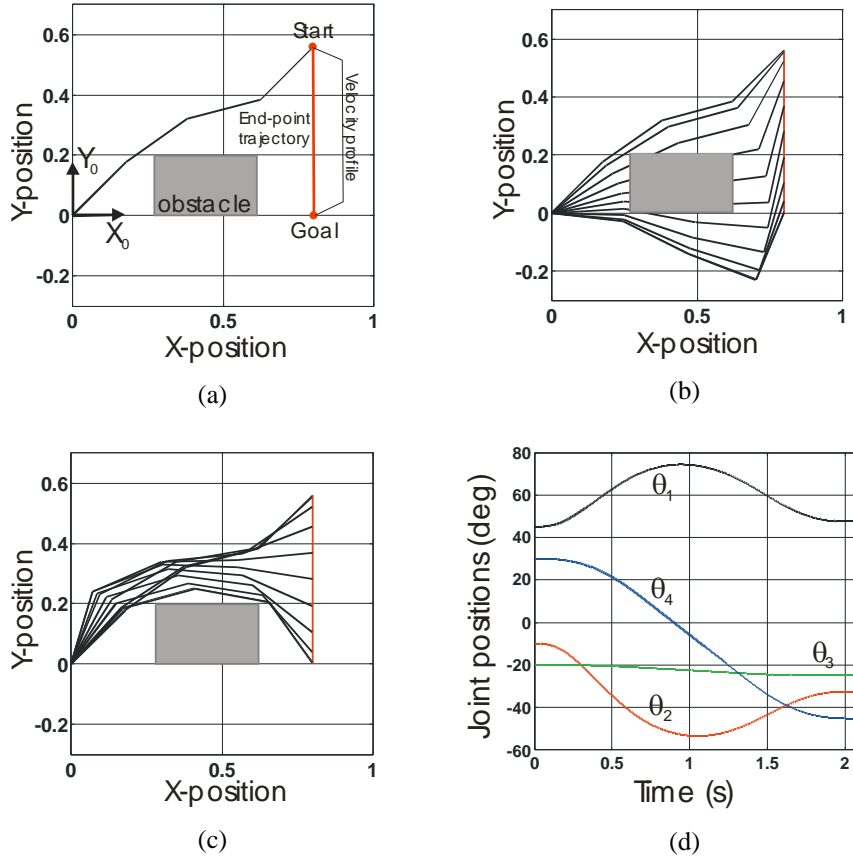 0.6
0.4
0.2
0
-0.2
Y-position
Start
End-point
trajectory
Velocity profile
Y0
X0
obstacle
Goal
0
0.5
1
X-position
(a)
0.6
0.4
0.2
0
-0.2
Y-position
0
0.5
1
X-position
(b)
0.6
0.4
0.2
0
-0.2
Y-position
0
0.5
1
X-position
(c)
80
60
40
20
0
-20
-40
-60
Joint positions (deg)
θ1
θ4
θ3
θ2
0
0.5
1
1.5
2
Time (s)
(d)